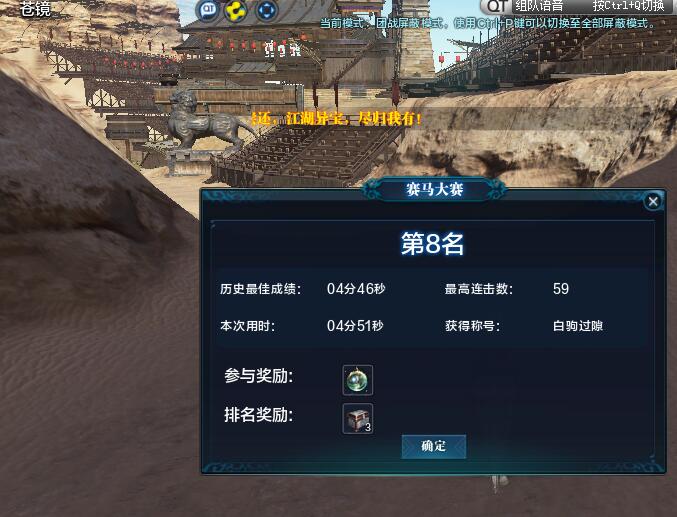 苍镜
QT
QT 组队语音 按Ctrl+Q切换
当前模式：团战屏蔽模式，使用Ctrl+P键可以切换至全部屏蔽模式。
还，江湖异宝，尽归我有！
赛马大赛
第8名
历史最佳成绩： 04分46秒 最高连击数： 59
本次用时： 04分51秒 获得称号： 白驹过隙
参与奖励：
排名奖励：
3
确定